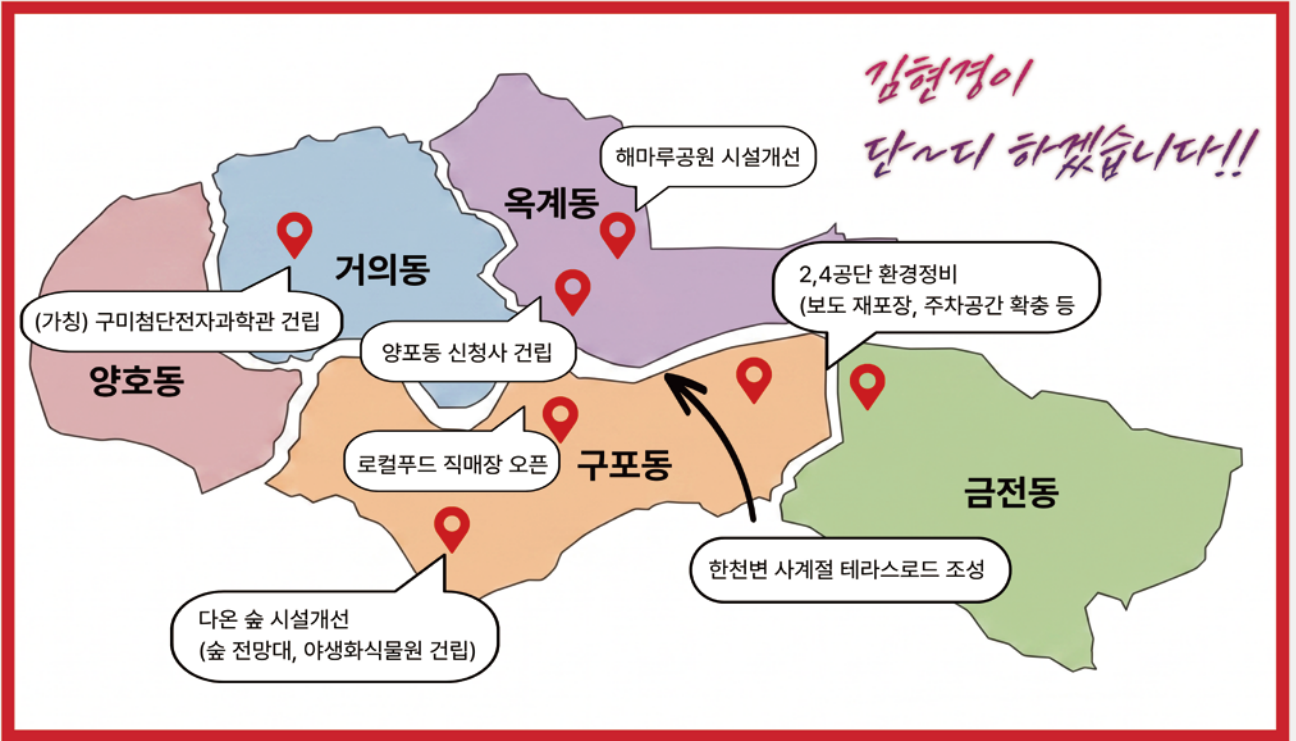 김현경이
단~디 하겠습니다!!
해마루공원 시설개선
옥계동
거의동
2,4공단 환경정비
(보도 재포장, 주차공간 확충 등
(가칭) 구미첨단전자과학관 건립
양포동 신청사 건립
양호동
로컬푸드 직매장 오픈
구포동
금전동
한천변 사계절 테라스로드 조성
다온 숲 시설개선
(숲 전망대, 야생화식물원 건립)